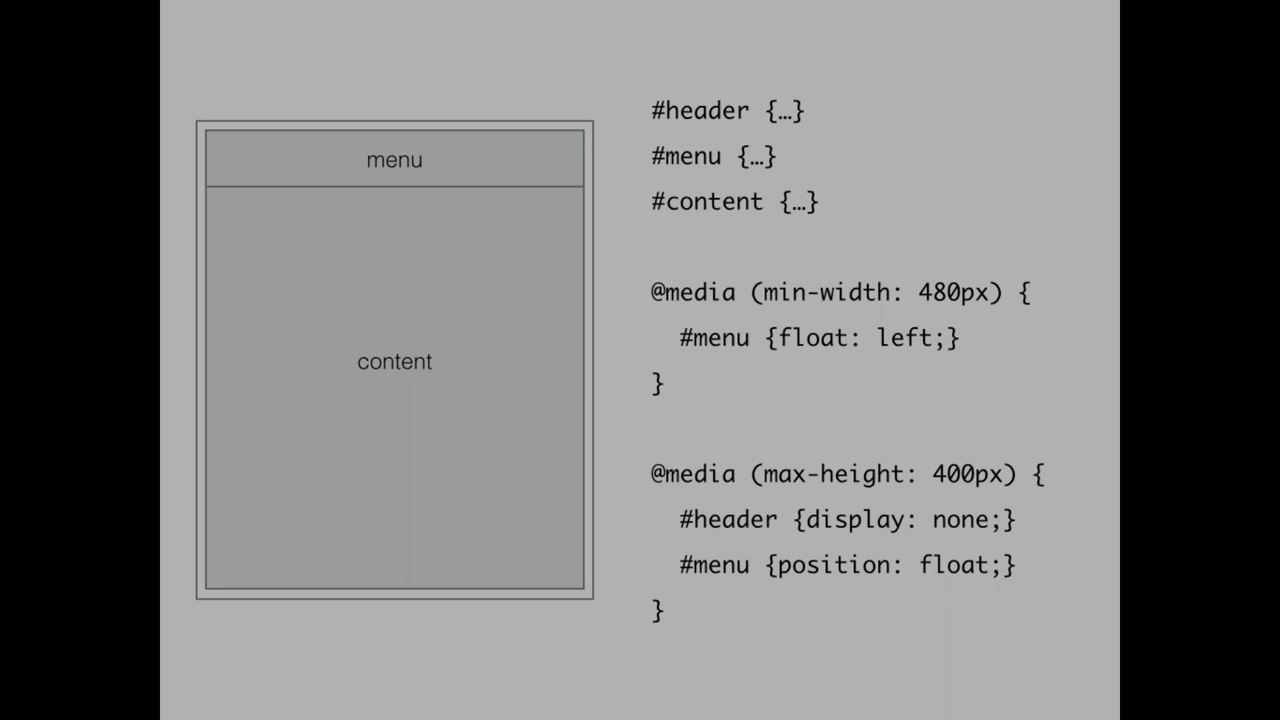 menu
content
#header {…}
#menu {…}
#content {…}
@media (min-width: 480px) {
#menu {float: left;}
}
@media (max-height: 400px) {
#header {display: none;}
#menu {position: float;}
}